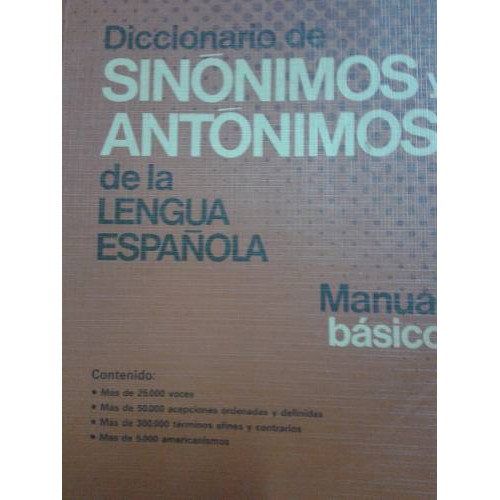 Diccionario de
SINÓNIMOS y
ANTÓNIMOS
de la
LENGUA
ESPAÑOLA
Manual
básico
Contenido:
• Más de 25.000 voces
• Más de 50.000 acepciones ordenadas y definidas
• Más de 300.000 términos afines y contrarios
• Más de 5.000 americanismos